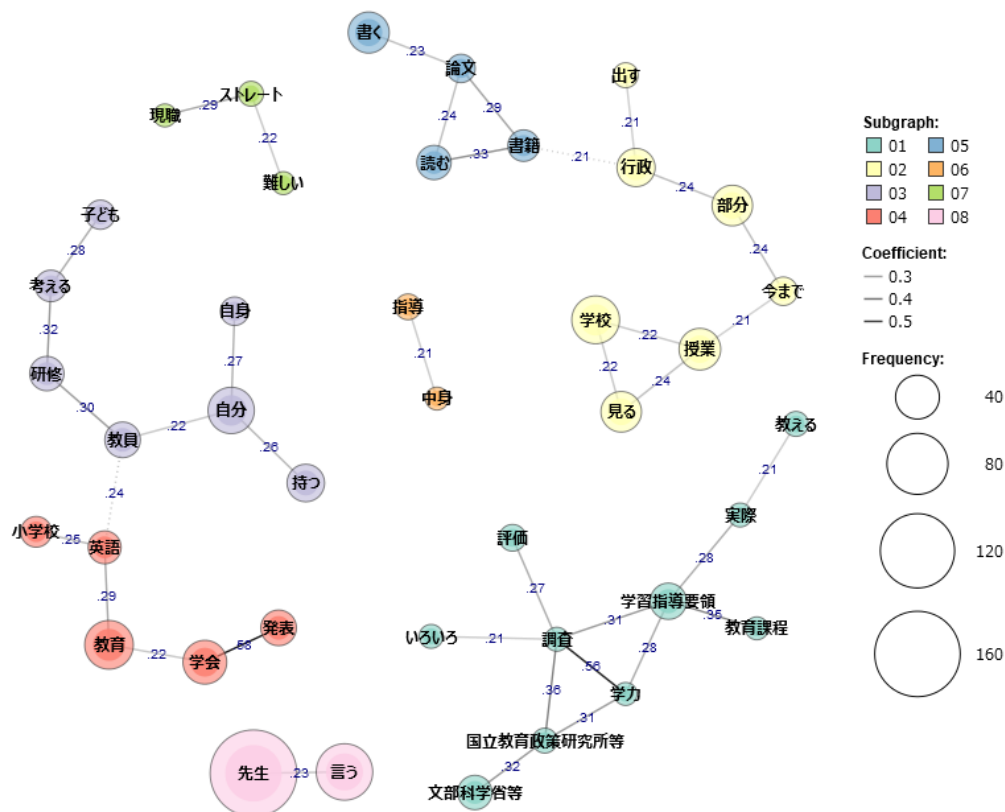 書く
.23
論文
出す
ストレート
現職
.29
.24
.29
.21
.22
.33
書籍
読む
.21
行政
難しい
.24
部分
子ども
.28
.24
考える
今まで
指導
自身
学校
.21
.32
.22
授業
.21
.27
.22
.24
研修
中身
自分
見る
.30
.22
教員
教える
.26
持つ
.21
.24
実際
小学校
.25
英語
評価
.28
.27
.29
学習指導要領
発表
.31
.35
教育課程
教育
.22
.58
学会
いろいろ
.21
調査
.28
.56
.36
学力
.31
国立教育政策研究所等
.32
先生
.23
言う
文部科学省等
Subgraph:
01 05
02 06
03 07
04 08
Coefficient:
0.3
0.4
0.5
Frequency:
40
80
120
160